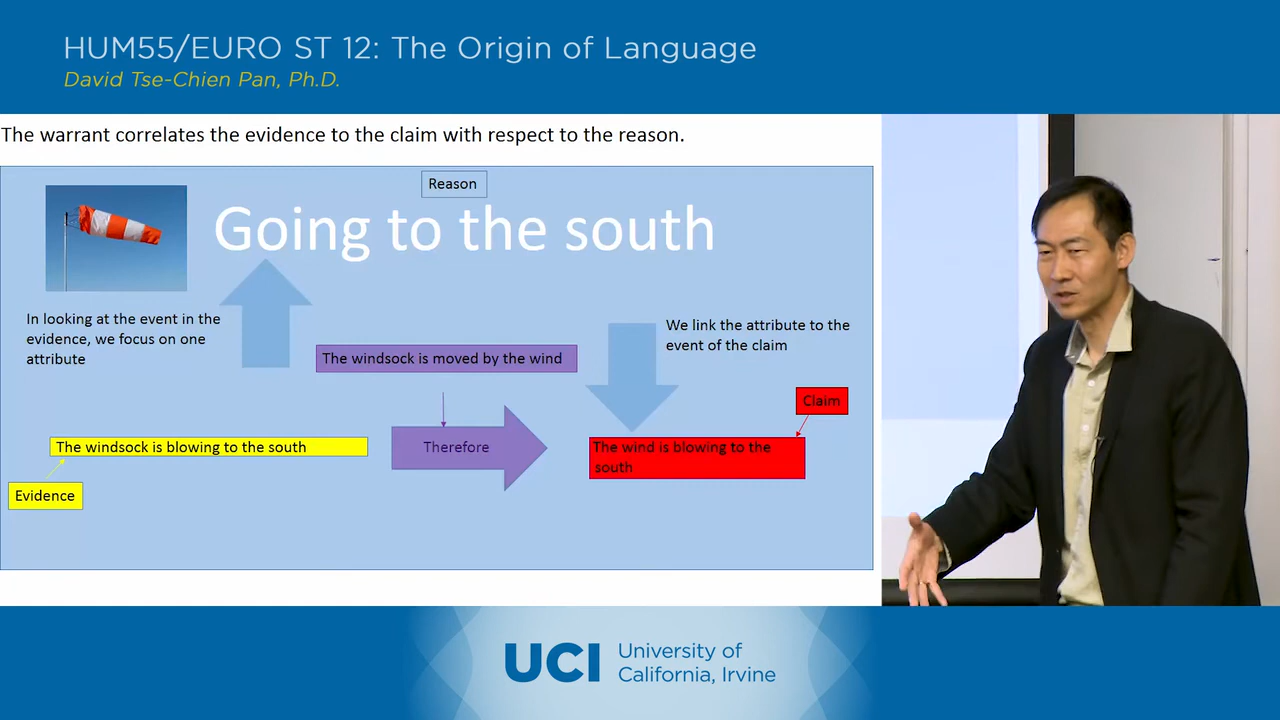 HUM55/EURO ST 12: The Origin of Language
David Tse-Chien Pan, Ph.D.
The warrant correlates the evidence to the claim with respect to the reason.
Reason
Going to the south
In looking at the event in the
evidence, we focus on one
attribute
We link the attribute to the
event of the claim
The windsock is moved by the wind
Claim
The windsock is blowing to the south
Therefore
The wind is blowing to the
south
Evidence
UCI
University of
California, Irvine